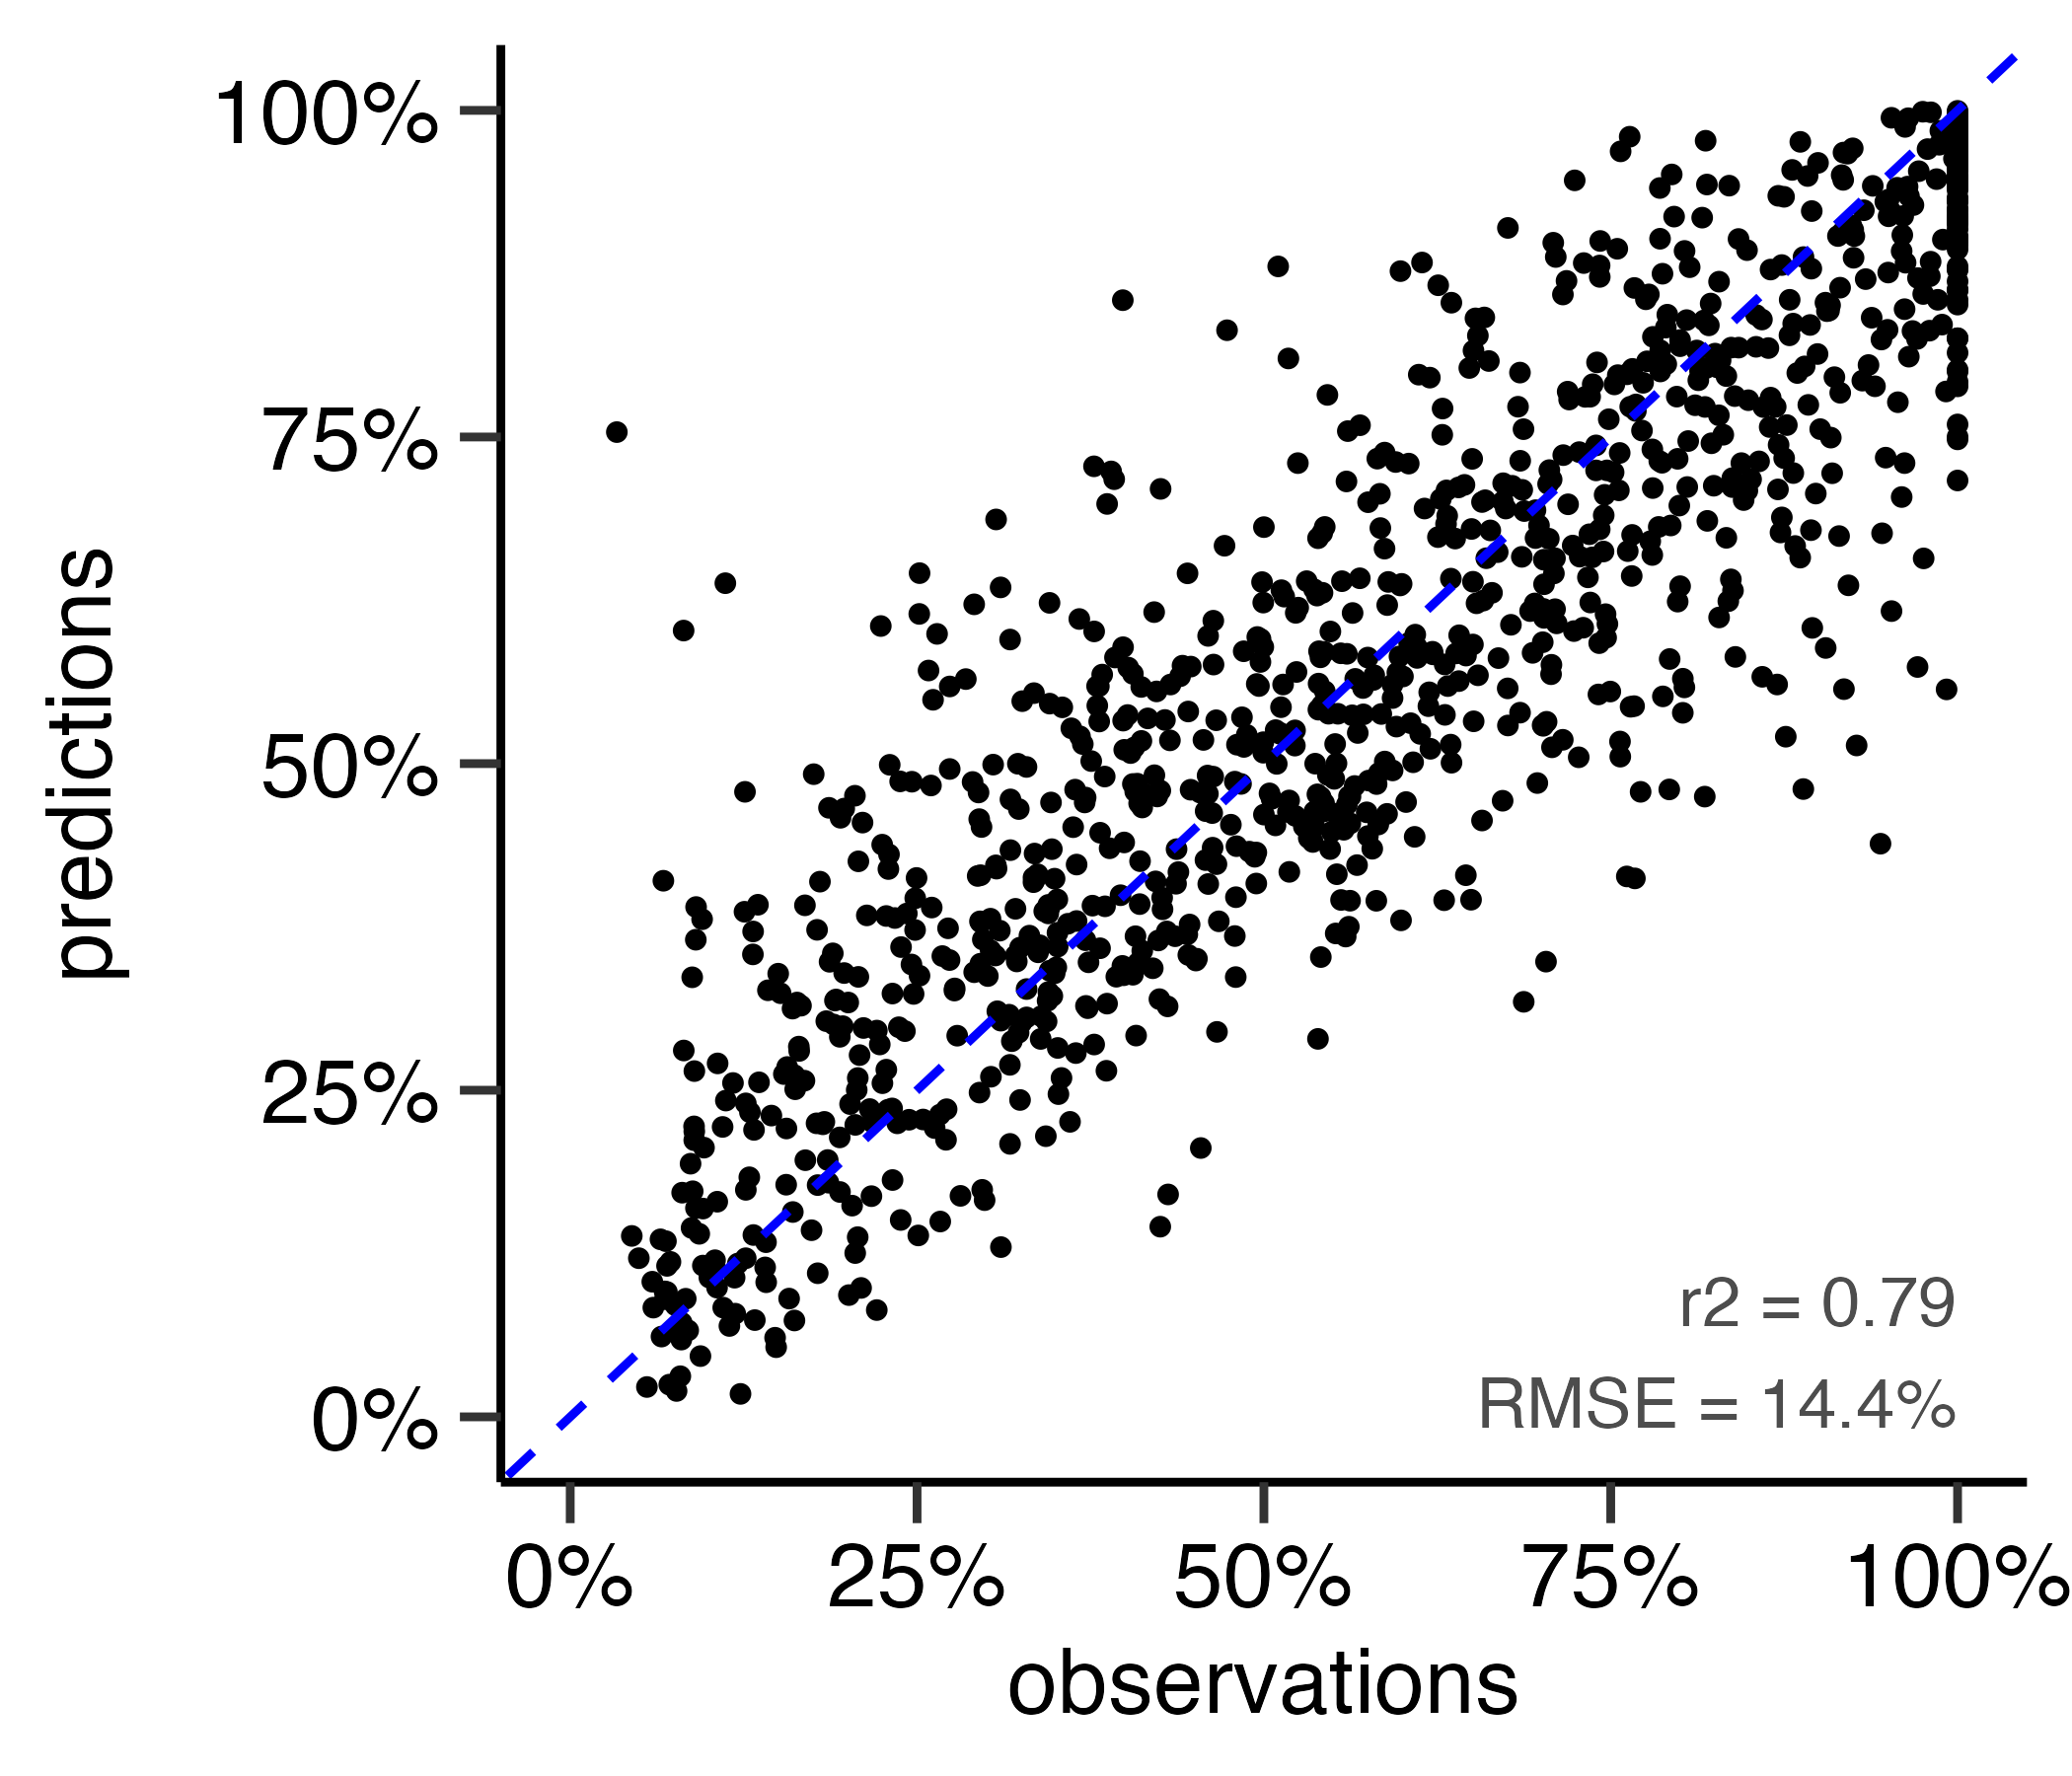 100%
75%
50%
25%
0%
predictions
r2 = 0.79
RMSE = 14.4%
0% 25% 50% 75% 100%
observations